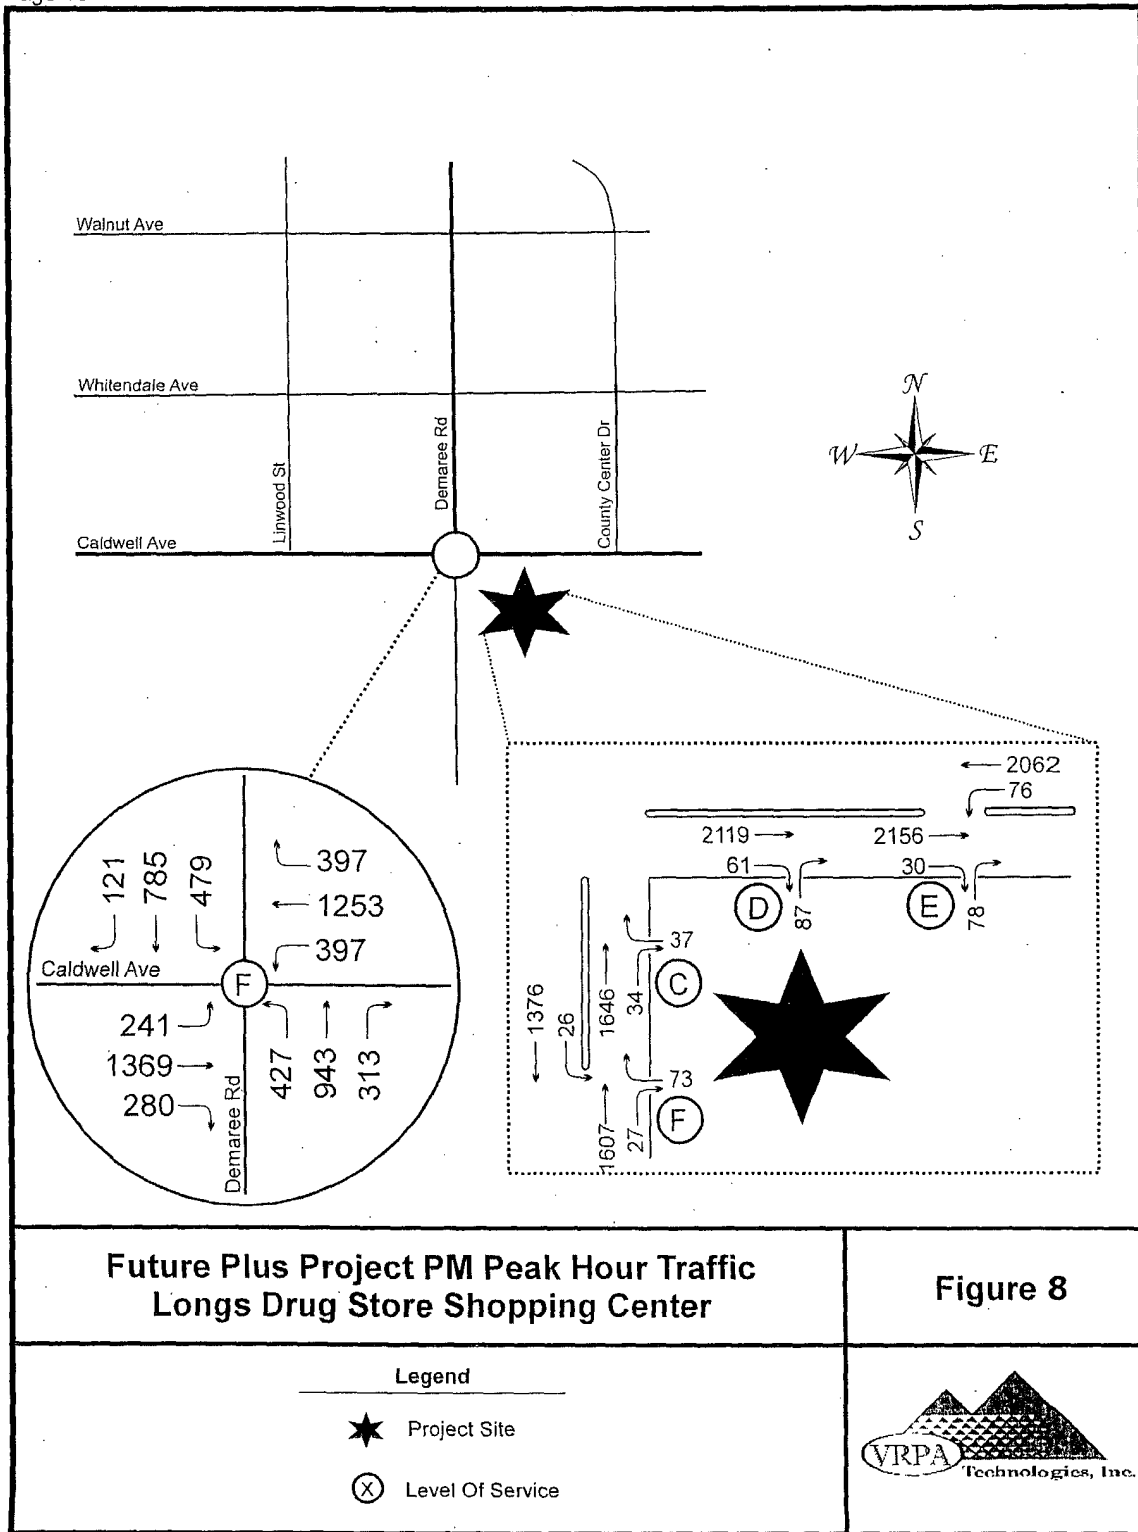 Walnut Ave
Whitendale Ave
Caldwell Ave
Linwood St
Demaree Rd
County Center Dr
N
W
E
S
121
785
479
397
1253
397
Caldwell Ave
F
241
1369
280
427
943
313
Demaree Rd
2062
76
2119
2156
61
30
D
87
E
78
37
C
1376
26
1646
34
73
F
1607
27
Future Plus Project PM Peak Hour Traffic
Longs Drug Store Shopping Center
Figure 8
Legend
Project Site
X Level Of Service
VRPA
Technologies, Inc.